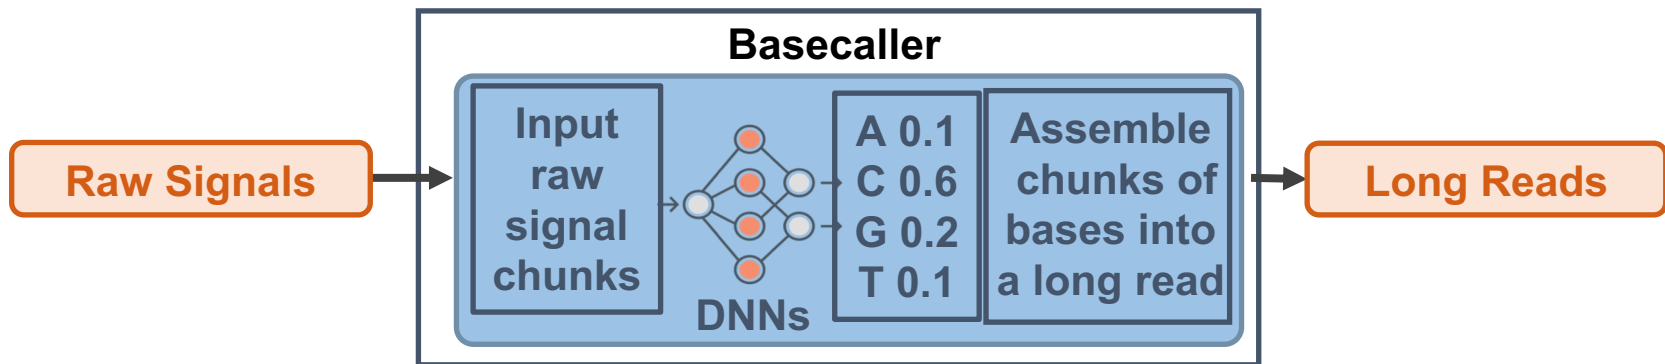 Basecaller
Raw Signals
Input
raw
signal
chunks
DNNs
A 0.1
C 0.6
G 0.2
T 0.1
Assemble
chunks of
bases into
a long read
Long Reads